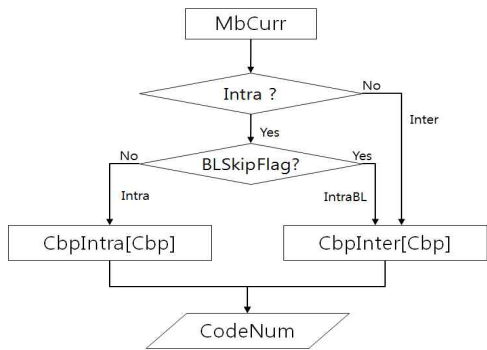 MbCurr
Intra ?
No
Inter
Yes
No
BLSkipFlag?
Yes
Intra
IntraBL
CbpIntra[Cbp]
CbpInter[Cbp]
CodeNum